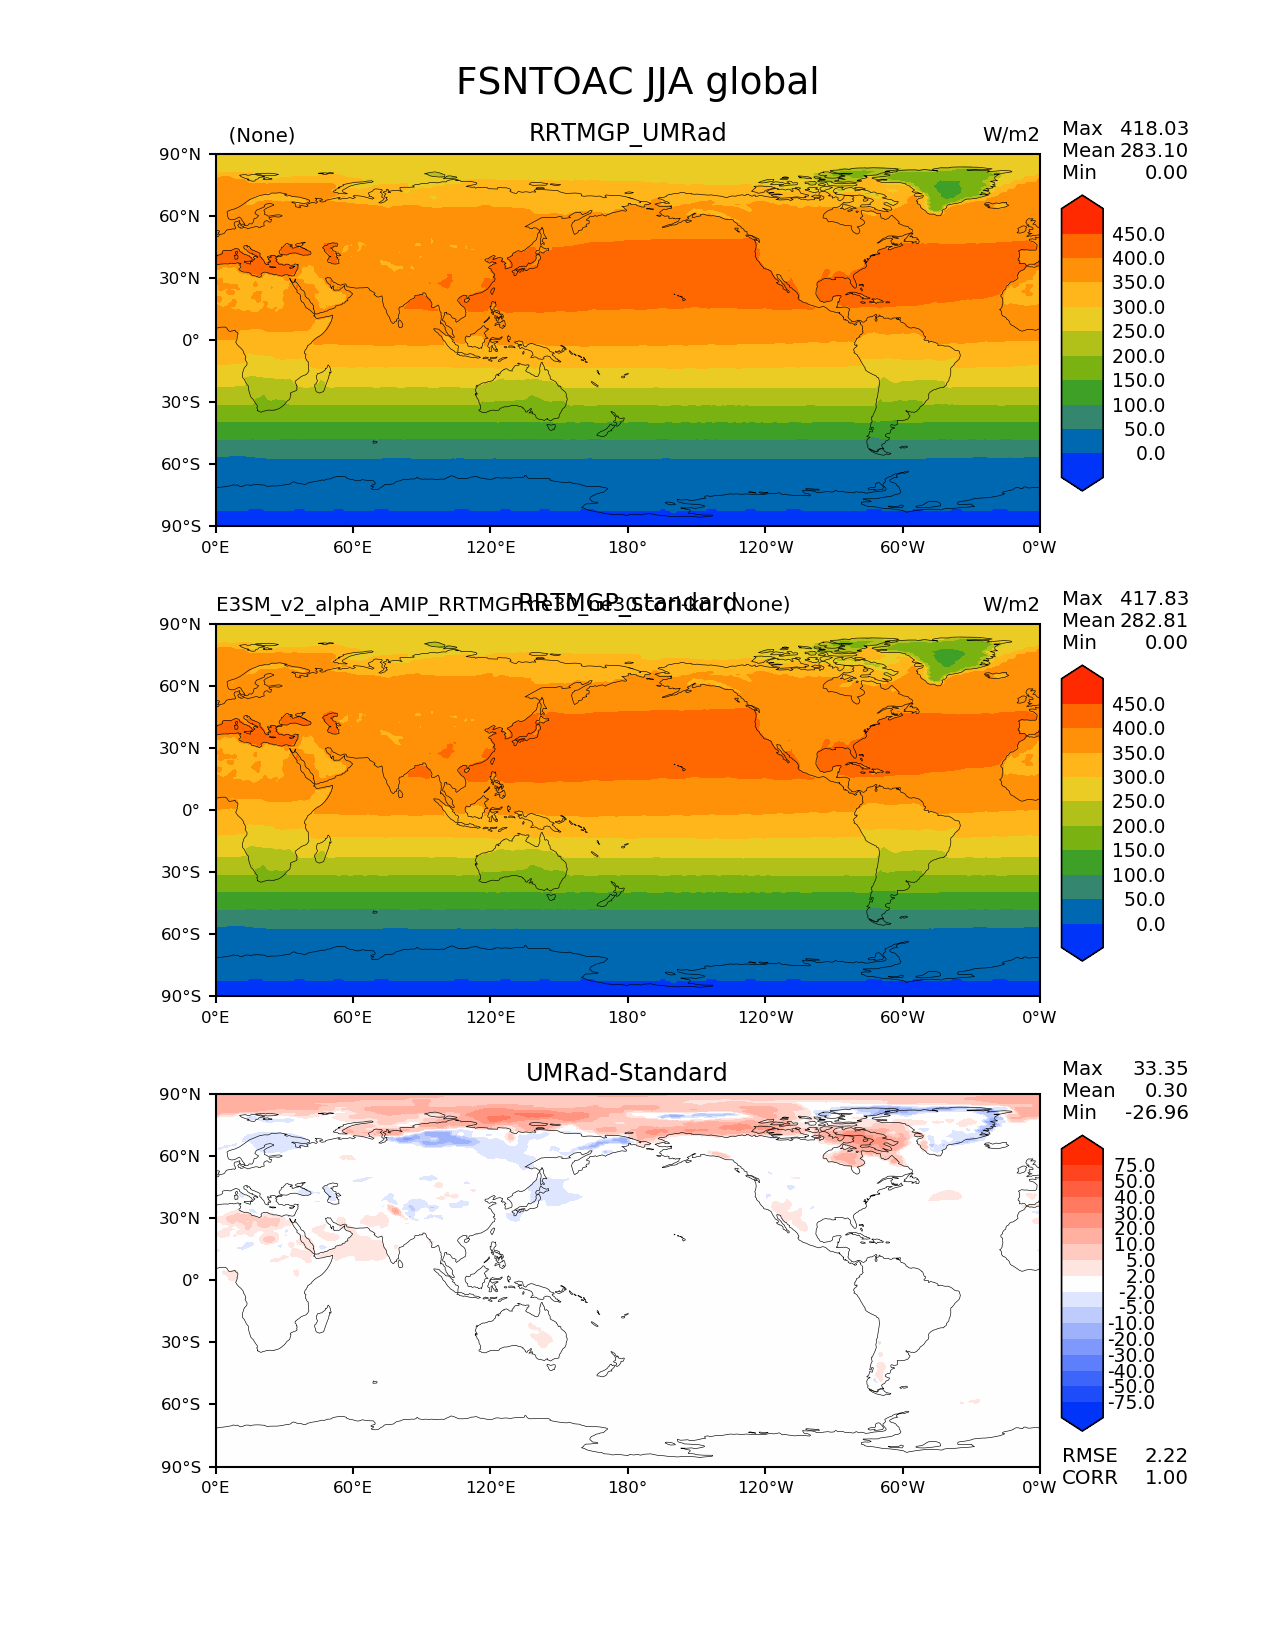 FSNTOAC JJA global
(None) RRTMGP_UMRad W/m2
Max 418.03
Mean 283.10
Min 0.00
90°N
60°N
30°N
0°
30°S
60°S
90°S
0°E 60°E 120°E 180° 120°W 60°W 0°W
450.0
400.0
350.0
300.0
250.0
200.0
150.0
100.0
50.0
0.0
RRTMGP_standard W/m2
E3SM_v2_alpha_AMIP_RRTMGP (None)
Max 417.83
Mean 282.81
Min 0.00
90°N
60°N
30°N
0°
30°S
60°S
90°S
0°E 60°E 120°E 180° 120°W 60°W 0°W
450.0
400.0
350.0
300.0
250.0
200.0
150.0
100.0
50.0
0.0
UMRad-Standard
Max 33.35
Mean 0.30
Min -26.96
90°N
60°N
30°N
0°
30°S
60°S
90°S
0°E 60°E 120°E 180° 120°W 60°W 0°W
75.0
50.0
40.0
30.0
20.0
10.0
5.0
2.0
-2.0
-5.0
-10.0
-20.0
-30.0
-40.0
-50.0
-75.0
RMSE 2.22
CORR 1.00